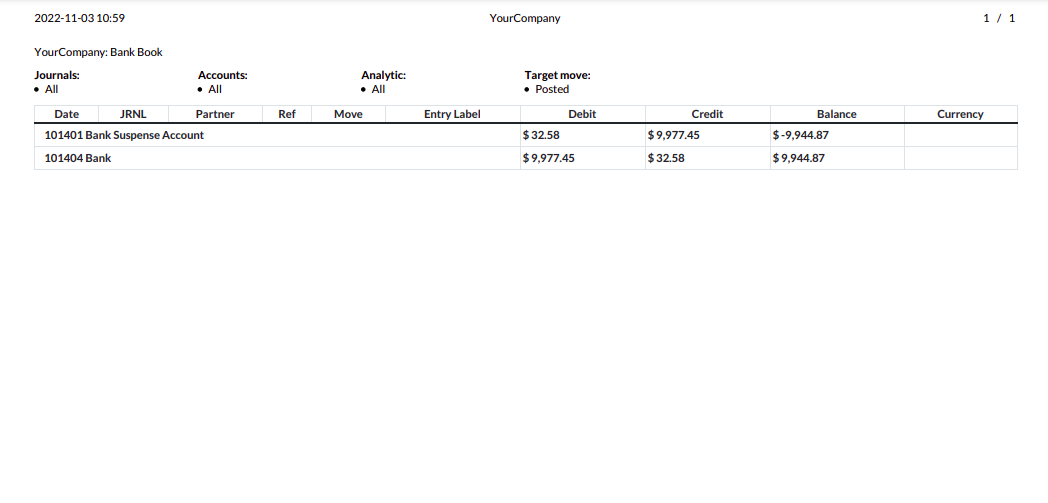 2022-11-03 10:59 YourCompany 1 / 1
YourCompany: Bank Book
Journals: Accounts: Analytic: Target move:
• All • All • All • Posted
Date JRNL Partner Ref Move Entry Label Debit Credit Balance Currency
101401 Bank Suspense Account $ 32.58 $ 9,977.45 $ -9,944.87
101404 Bank $ 9,977.45 $ 32.58 $ 9,944.87